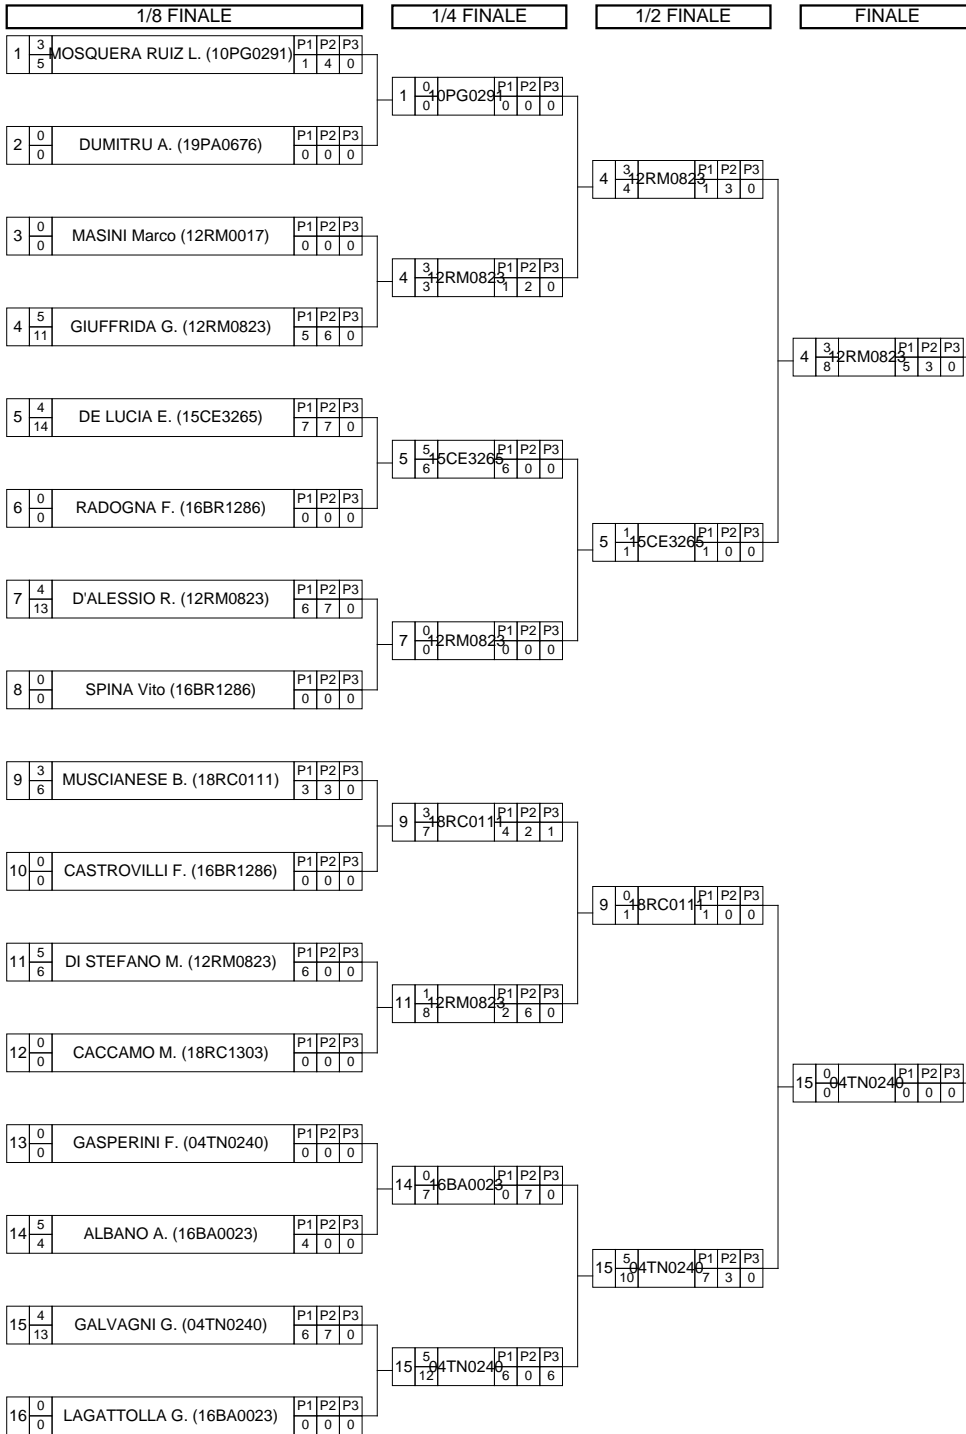 1/8 FINALE 1/4 FINALE 1/2 FINALE FINALE
1 3 5 MOSQUERA RUIZ L. (10PG0291) P1 P2 P3 1 4 0
1 0 0 10PG0291 P1 P2 P3 0 0 0
2 0 0 DUMITRU A. (19PA0676) P1 P2 P3 0 0 0
4 3 4 12RM0823 P1 P2 P3 1 3 0
3 0 0 MASINI Marco (12RM0017) P1 P2 P3 0 0 0
4 3 3 12RM0823 P1 P2 P3 1 2 0
4 5 11 GIUFFRIDA G. (12RM0823) P1 P2 P3 5 6 0
4 3 8 12RM0823 P1 P2 P3 5 3 0
5 4 14 DE LUCIA E. (15CE3265) P1 P2 P3 7 7 0
5 5 6 15CE3265 P1 P2 P3 6 0 0
6 0 0 RADOGNA F. (16BR1286) P1 P2 P3 0 0 0
5 1 1 15CE3265 P1 P2 P3 1 0 0
7 4 13 D'ALESSIO R. (12RM0823) P1 P2 P3 6 7 0
7 0 0 12RM0823 P1 P2 P3 0 0 0
8 0 0 SPINA Vito (16BR1286) P1 P2 P3 0 0 0
9 3 6 MUSCIANESE B. (18RC0111) P1 P2 P3 3 3 0
9 3 7 18RC0111 P1 P2 P3 4 2 1
10 0 0 CASTROVILLI F. (16BR1286) P1 P2 P3 0 0 0
9 0 1 18RC0111 P1 P2 P3 1 0 0
11 5 6 DI STEFANO M. (12RM0823) P1 P2 P3 6 0 0
11 1 8 12RM0823 P1 P2 P3 2 6 0
12 0 0 CACCAMO M. (18RC1303) P1 P2 P3 0 0 0
15 0 0 04TN0240 P1 P2 P3 0 0 0
13 0 0 GASPERINI F. (04TN0240) P1 P2 P3 0 0 0
14 0 7 16BA0023 P1 P2 P3 0 7 0
14 5 4 ALBANO A. (16BA0023) P1 P2 P3 4 0 0
15 5 10 04TN0240 P1 P2 P3 7 3 0
15 4 13 GALVAGNI G. (04TN0240) P1 P2 P3 6 7 0
15 5 12 04TN0240 P1 P2 P3 6 0 6
16 0 0 LAGATTOLLA G. (16BA0023) P1 P2 P3 0 0 0